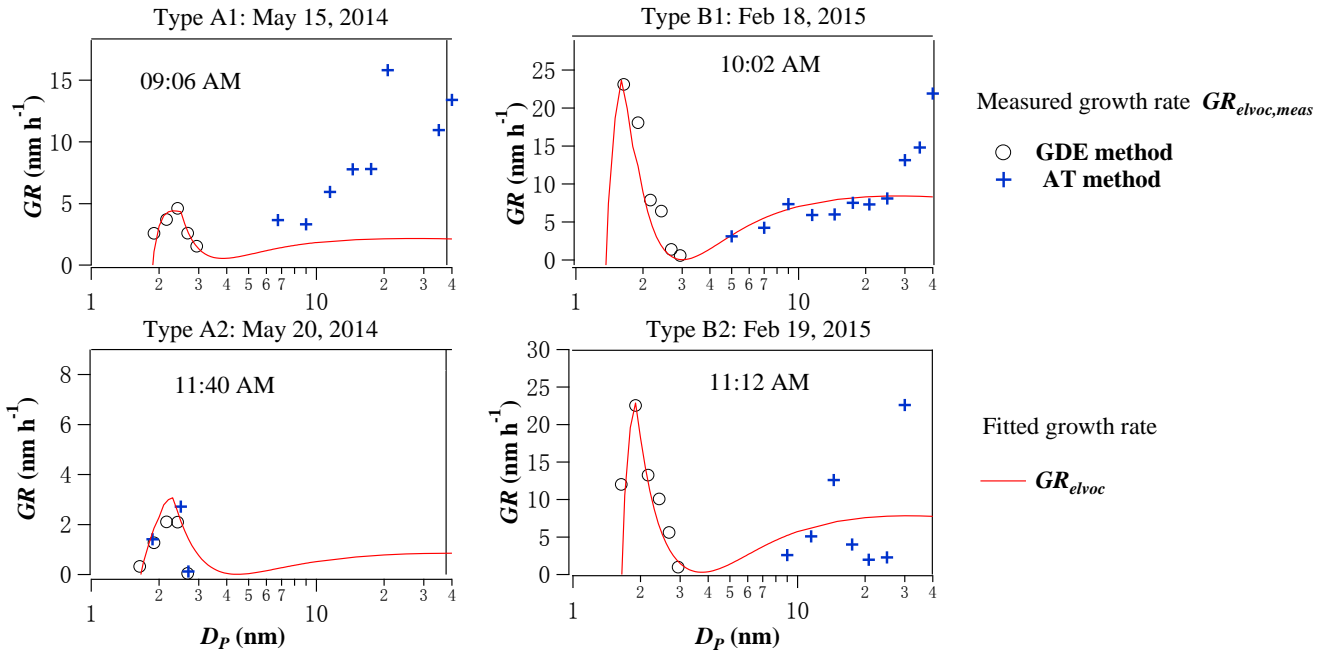 Type A1: May 15, 2014
09:06 AM
GR (nm h-1)
15
10
5
0
2 3 4 5 6 7 2 3 4
1 10
Type B1: Feb 18, 2015
10:02 AM
GR (nm h-1)
25
20
15
10
5
0
2 3 4 5 6 7 2 3 4
1 10
Measured growth rate GRelvoc,meas
GDE method
AT method
Type A2: May 20, 2014
11:40 AM
GR (nm h-1)
8
6
4
2
0
2 3 4 5 6 7 2 3 4
1 10
DP (nm)
Type B2: Feb 19, 2015
11:12 AM
GR (nm h-1)
30
25
20
15
10
5
0
2 3 4 5 6 7 2 3 4
1 10
DP (nm)
Fitted growth rate
GRelvoc